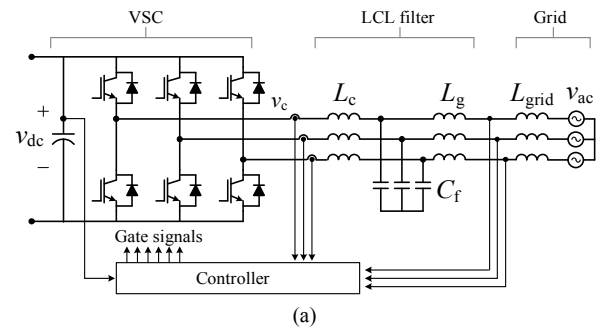 VSC LCL filter Grid
v_c L_c L_g L_grid v_ac
+
v_dc
−
C_f
Gate signals
Controller
(a)